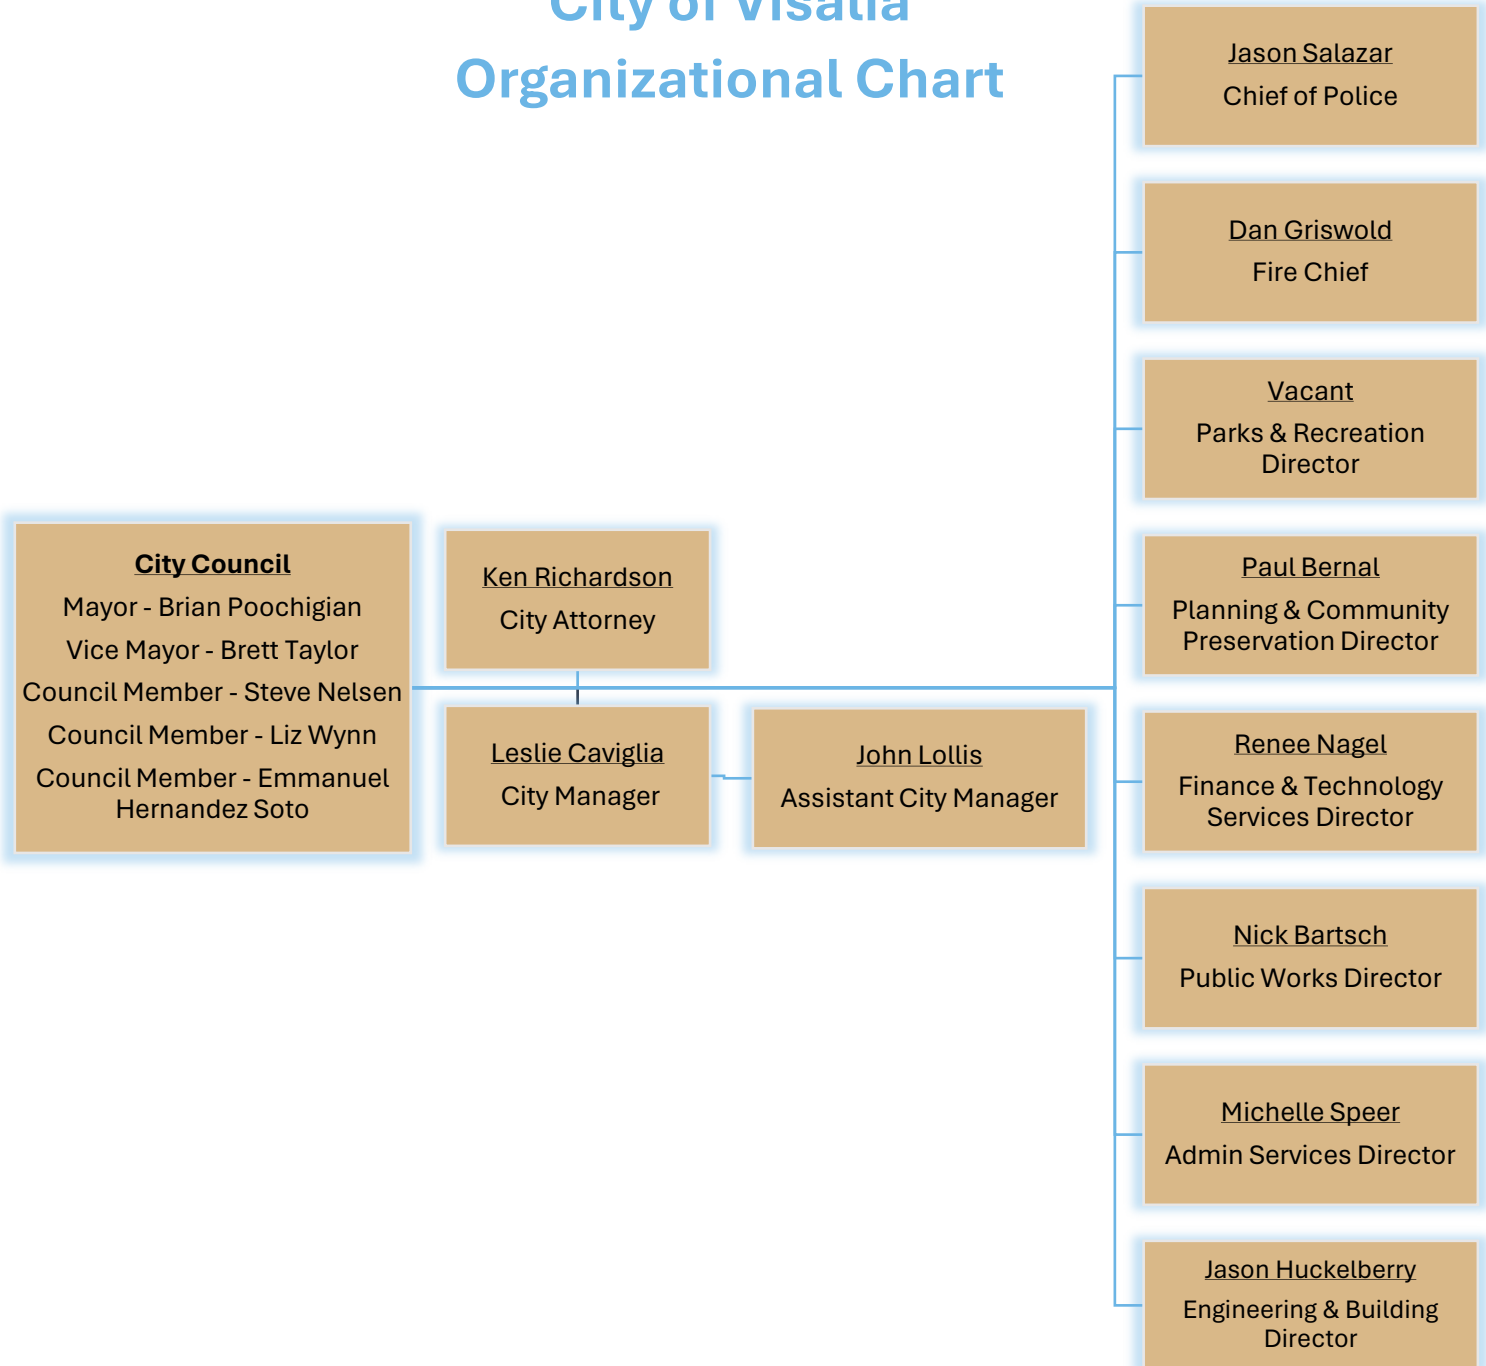 City of Visalia
Organizational Chart
City Council
Mayor - Brian Poochigian
Vice Mayor - Brett Taylor
Council Member - Steve Nelsen
Council Member - Liz Wynn
Council Member - Emmanuel
Hernandez Soto
Ken Richardson
City Attorney
Leslie Caviglia
City Manager
John Lollis
Assistant City Manager
Jason Salazar
Chief of Police
Dan Griswold
Fire Chief
Vacant
Parks & Recreation
Director
Paul Bernal
Planning & Community
Preservation Director
Renee Nagel
Finance & Technology
Services Director
Nick Bartsch
Public Works Director
Michelle Speer
Admin Services Director
Jason Huckelberry
Engineering & Building
Director